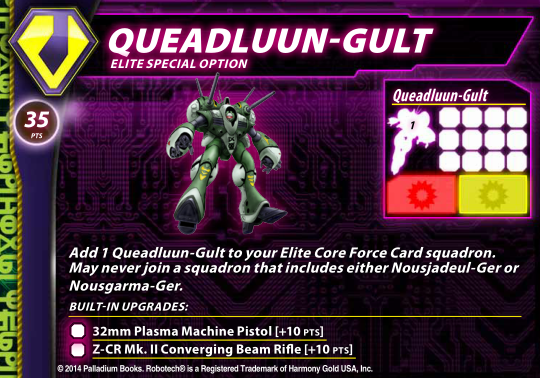 QUEADLUUN-GULT
ELITE SPECIAL OPTION
35
PTS
Queadluun-Gult
1
Add 1 Queadluun-Gult to your Elite Core Force Card squadron.
May never join a squadron that includes either Nousjadeul-Ger or
Nousgarma-Ger.
BUILT-IN UPGRADES:
32mm Plasma Machine Pistol [+10 PTS]
Z-CR Mk. II Converging Beam Rifle [+10 PTS]
© 2014 Palladium Books. Robotech® is a Registered Trademark of Harmony Gold USA, Inc.